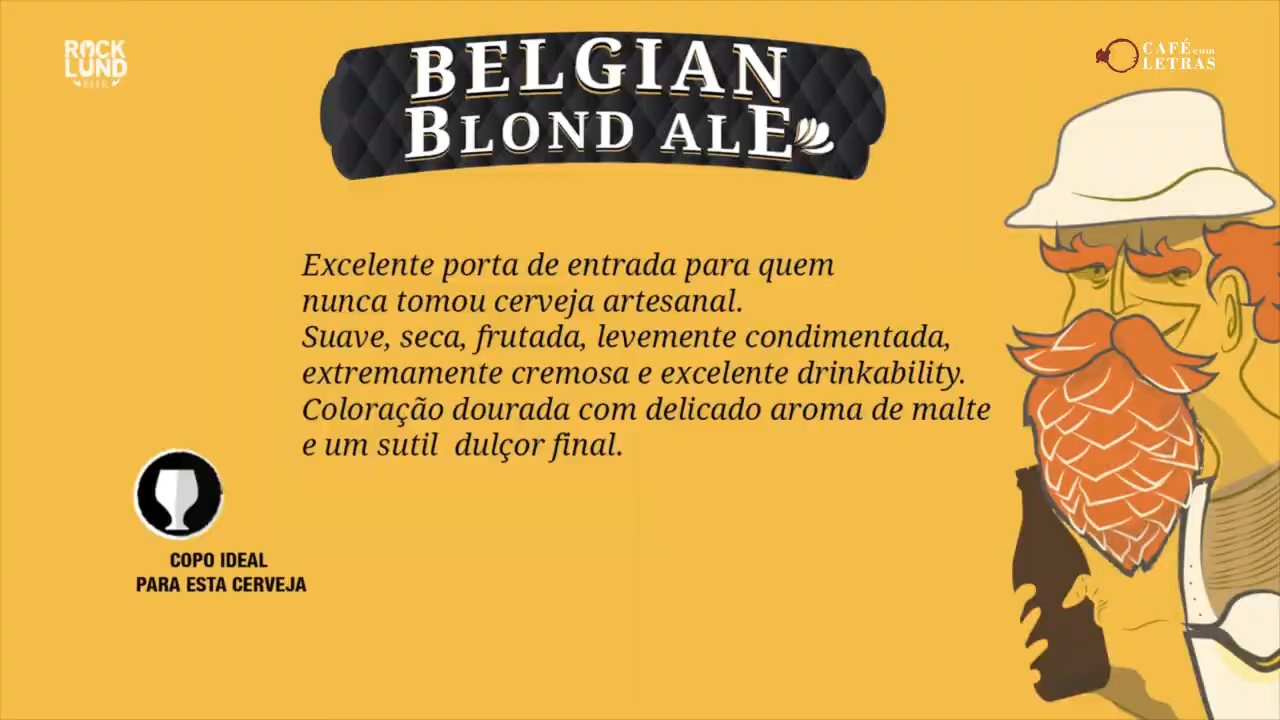 ROCK
LUND
BEER
CAFÉ com
LETRAS
BELGIAN
BLOND ALE
Excelente porta de entrada para quem
nunca tomou cerveja artesanal.
Suave, seca, frutada, levemente condimentada,
extremamente cremosa e excelente drinkability.
Coloração dourada com delicado aroma de malte
e um sutil  dulçor final.
COPO IDEAL
PARA ESTA CERVEJA